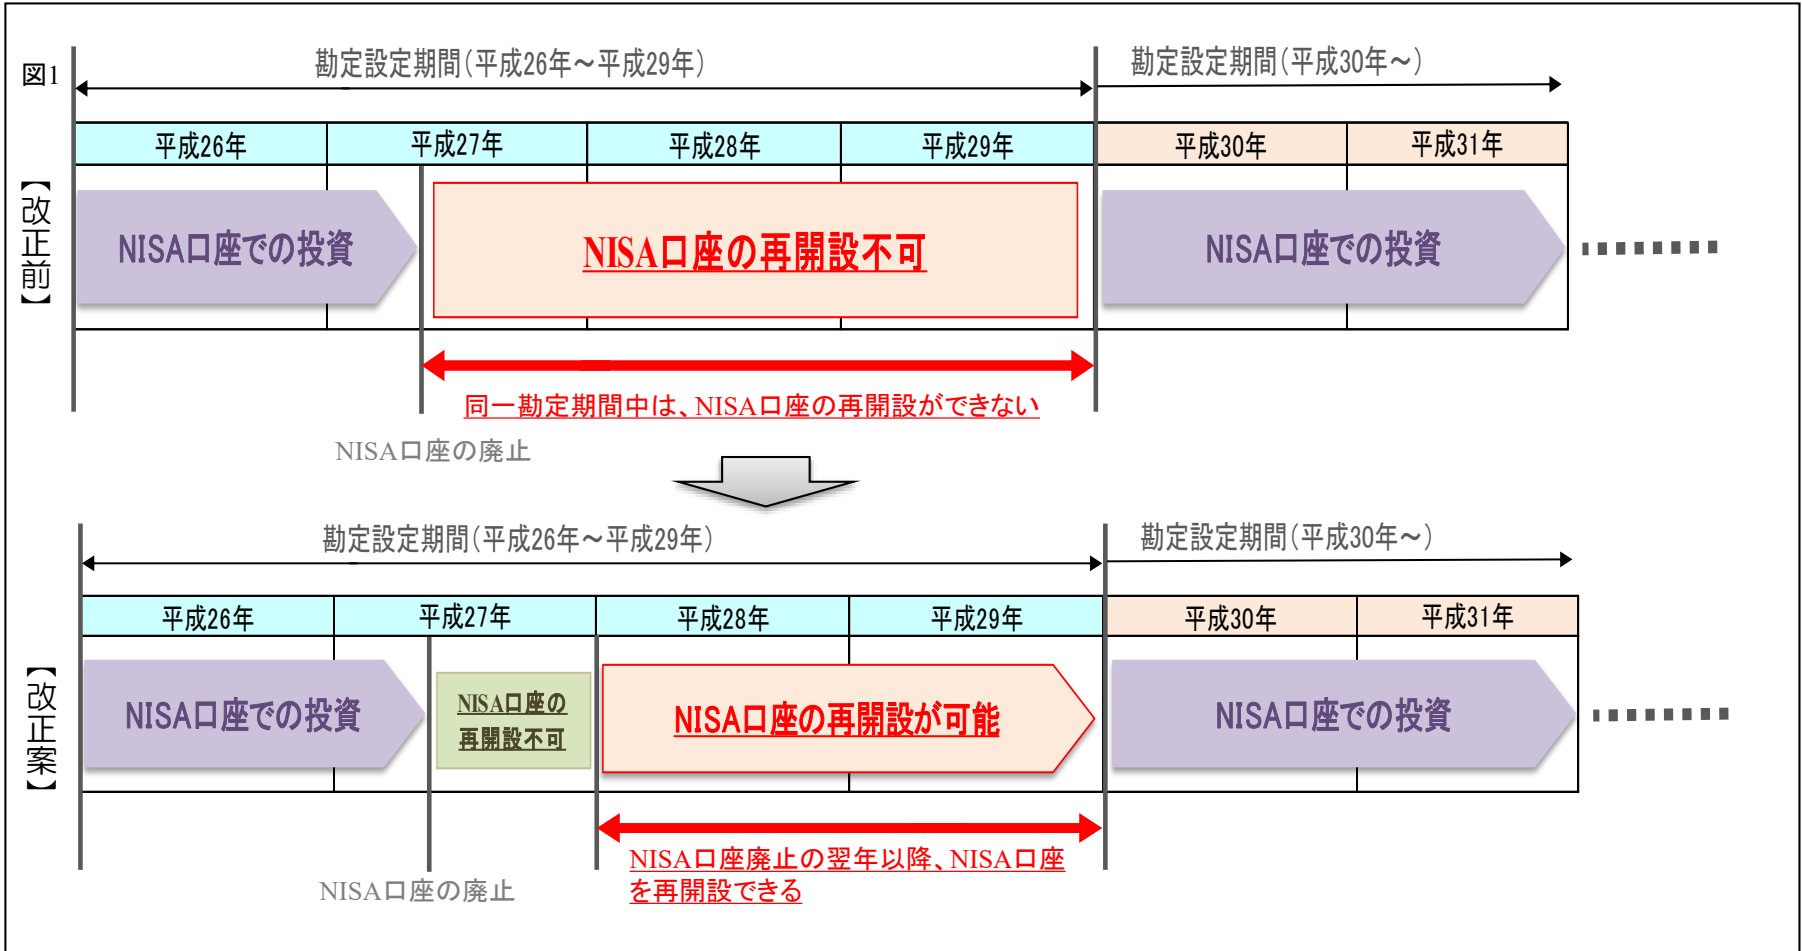 図1
勘定設定期間(平成26年～平成29年)
勘定設定期間(平成30年～)
平成26年
平成27年
平成28年
平成29年
平成30年
平成31年
【改正前】
NISA口座での投資
NISA口座の再開設不可
NISA口座での投資
同一勘定期間中は、NISA口座の再開設ができない
NISA口座の廃止
勘定設定期間(平成26年～平成29年)
勘定設定期間(平成30年～)
平成26年
平成27年
平成28年
平成29年
平成30年
平成31年
【改正案】
NISA口座での投資
NISA口座の
再開設不可
NISA口座の再開設が可能
NISA口座での投資
NISA口座の廃止
NISA口座廃止の翌年以降、NISA口座
を再開設できる